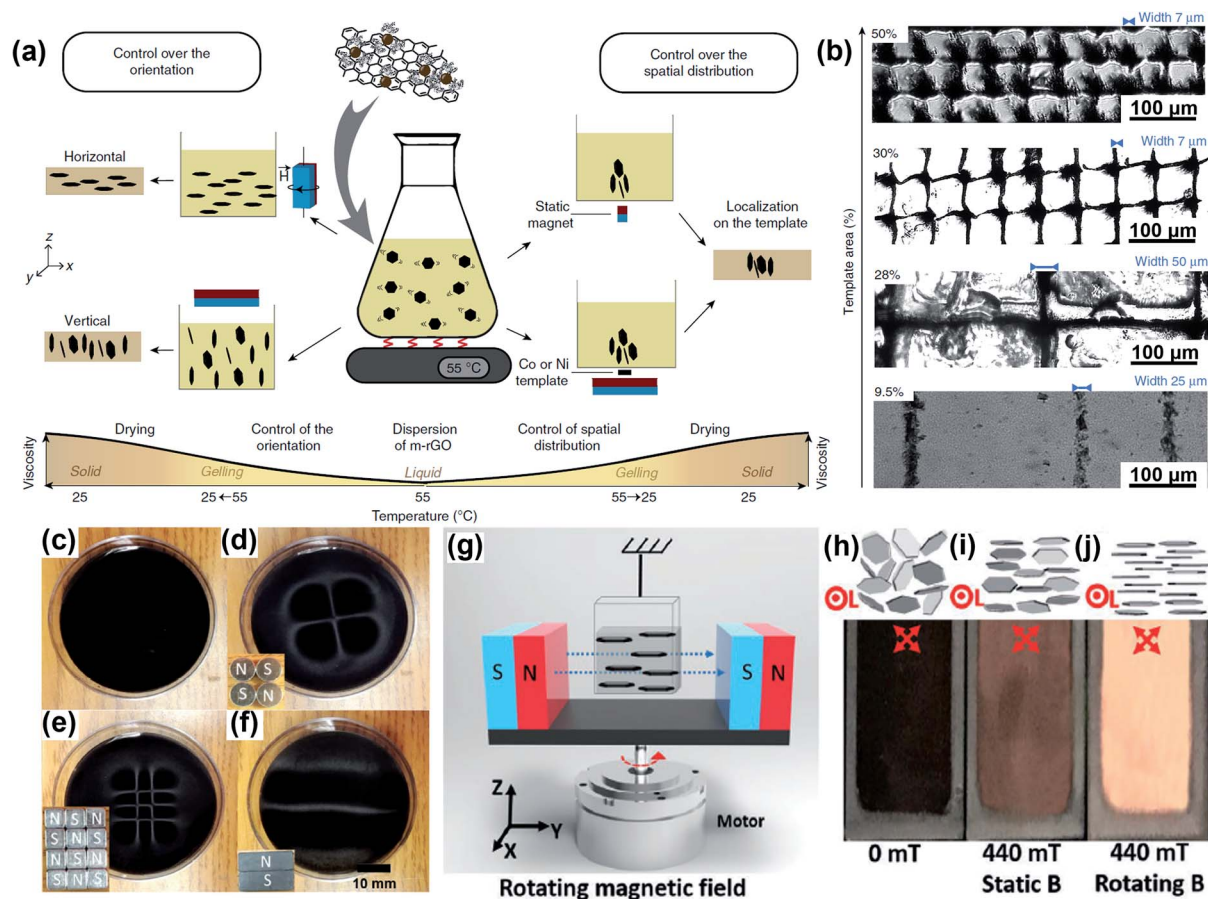 (a)
Control over the
orientation
Control over the
spatial distribution
Horizontal
H
Static
magnet
Localization
on the template
z
y
x
Vertical
55 °C
Co or Ni
template
Drying
Control of the
orientation
Dispersion
of m-rGO
Control of spatial
distribution
Drying
Viscosity
Solid
Gelling
Liquid
Gelling
Solid
Viscosity
25
25←55
55
55→25
25
Temperature (°C)
(b)
Template area (%)
50%
Width 7 μm
100 μm
30%
Width 7 μm
100 μm
28%
Width 50 μm
100 μm
9.5%
Width 25 μm
100 μm
(c)
(d)
N S
S N
(e)
N S N
S N S
N S N
S N S
(f)
N
S
10 mm
(g)
S N
S N
Z
Y
X
Motor
Rotating magnetic field
(h)
(i)
(j)
L
L
L
0 mT
440 mT
Static B
440 mT
Rotating B